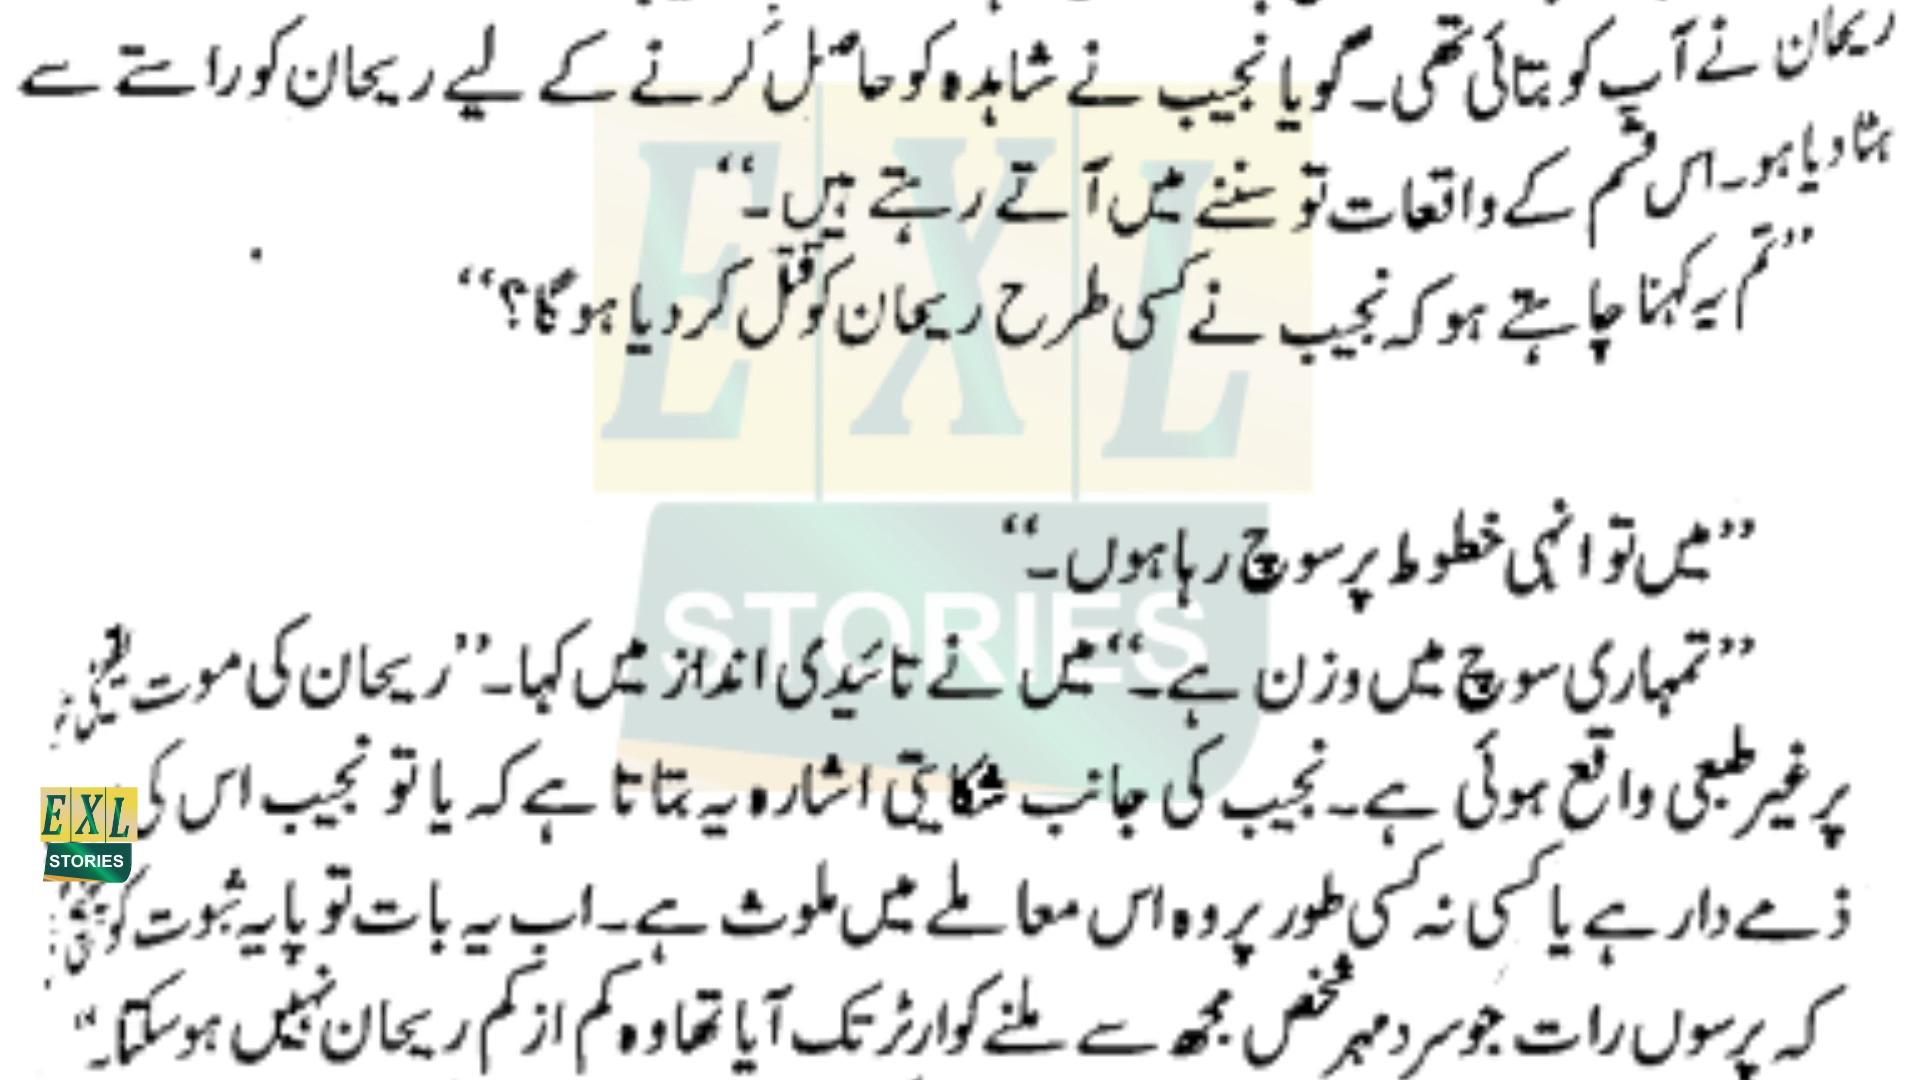 ریحان نے آپ کو بتائی تھی۔ گویا نجیب نے شاہدہ کو حاصل کرنے کے لیے ریحان کو راستے سے
ہٹا دیا ہو۔ اس قسم کے واقعات تو سننے میں آتے رہتے ہیں۔‘‘
’’تم یہ کہنا چاہتے ہو کہ نجیب نے کسی طرح ریحان کو قتل کر دیا ہو گا؟‘‘
EXL
STORIES
’’میں تو انہی خطوط پر سوچ رہا ہوں۔‘‘
’’تمہاری سوچ میں وزن ہے۔‘‘ میں نے تائیدی انداز میں کہا۔ ’’ریحان کی موت یقینی
پر غیر طبعی واقع ہوئی ہے۔ نجیب کی جانب شکایتی اشارہ یہ بتاتا ہے کہ یا تو نجیب اس کی
EXL
STORIES
ذمے دار ہے یا کسی نہ کسی طور پر وہ اس معاملے میں ملوث ہے۔ اب یہ بات تو پایہ ثبوت کو
کہ پرسوں رات جو سرد مہر شخص مجھ سے ملنے کوارٹر تک آیا تھا وہ کم از کم ریحان نہیں ہو سکتا۔‘‘